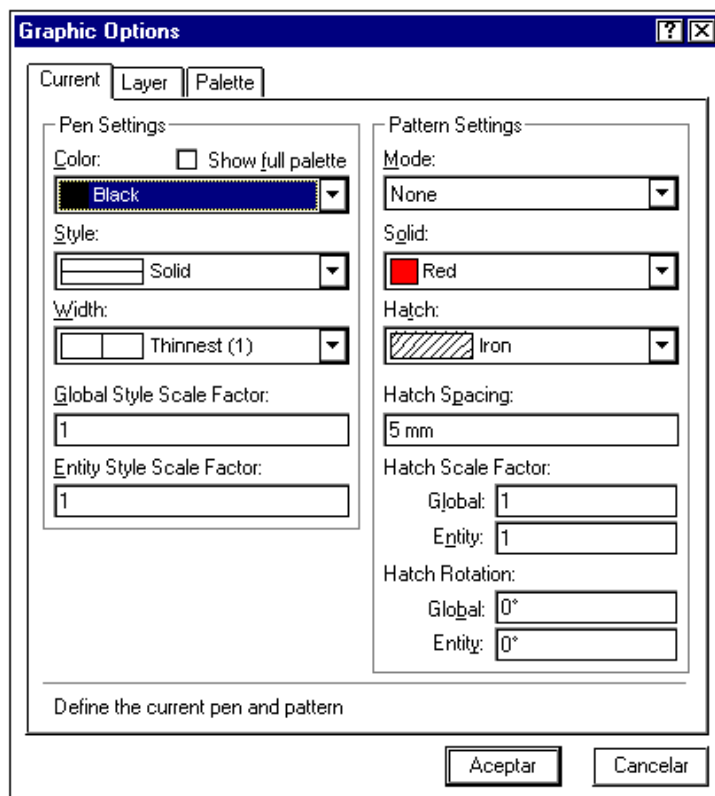 Graphic Options
Current Layer Palette
Pen Settings
Color: Show full palette
Black
Style:
Solid
Width:
Thinnest (1)
Global Style Scale Factor:
1
Entity Style Scale Factor:
1
Pattern Settings
Mode:
None
Solid:
Red
Hatch:
Iron
Hatch Spacing:
5 mm
Hatch Scale Factor:
Global: 1
Entity: 1
Hatch Rotation:
Global: 0°
Entity: 0°
Define the current pen and pattern
Aceptar Cancelar